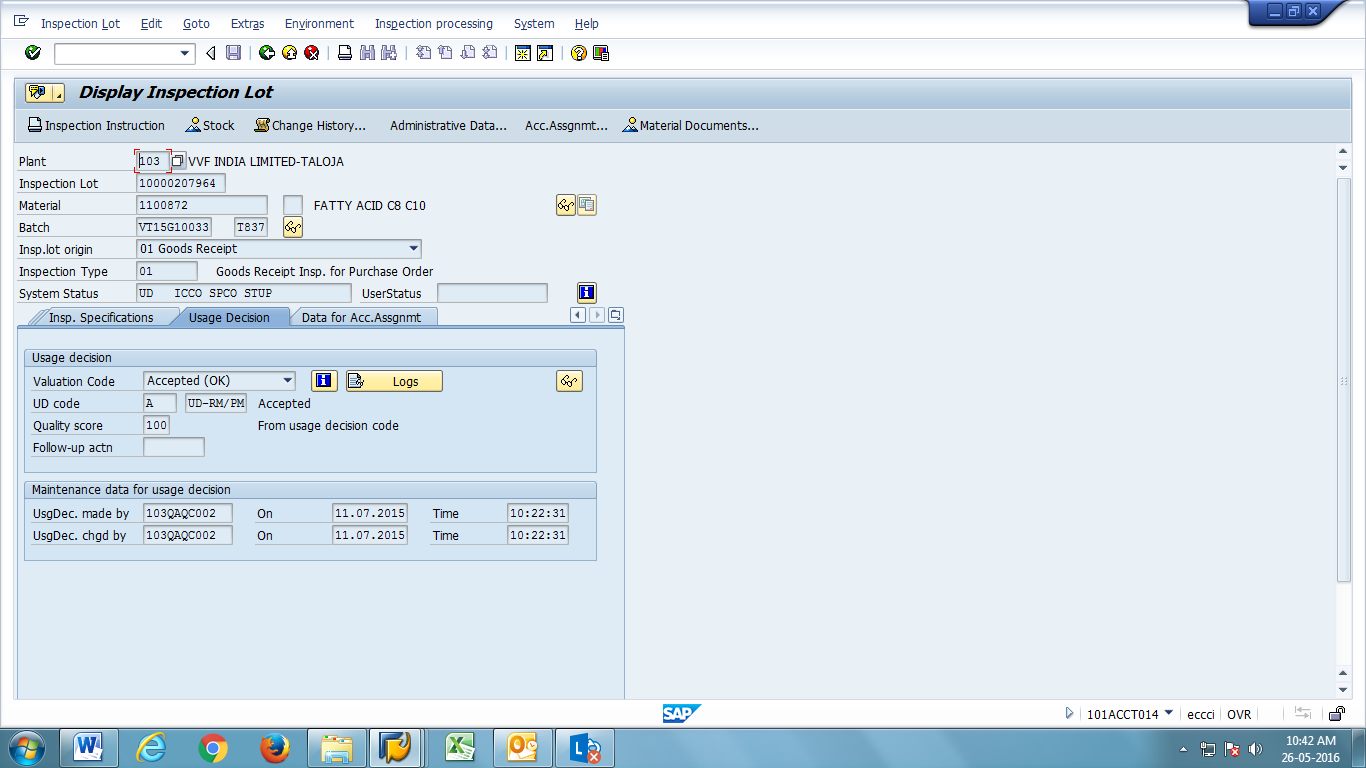 Inspection Lot Edit Goto Extras Environment Inspection processing System Help
Display Inspection Lot
Inspection Instruction Stock Change History... Administrative Data... Acc.Assgnmt... Material Documents...
Plant 103 VVF INDIA LIMITED-TALOJA
Inspection Lot 10000207964
Material 1100872 FATTY ACID C8 C10
Batch VT15G10033 T837
Insp.lot origin 01 Goods Receipt
Inspection Type 01 Goods Receipt Insp. for Purchase Order
System Status UD ICCO SPCO STUP UserStatus
Insp. Specifications Usage Decision Data for Acc.Assgnmt
Usage decision
Valuation Code Accepted (OK) Logs
UD code A UD-RM/PM Accepted
Quality score 100 From usage decision code
Follow-up actn
Maintenance data for usage decision
UsgDec. made by 103QAQC002 On 11.07.2015 Time 10:22:31
UsgDec. chgd by 103QAQC002 On 11.07.2015 Time 10:22:31
SAP 101ACCT014 eccci OVR
10:42 AM
26-05-2016